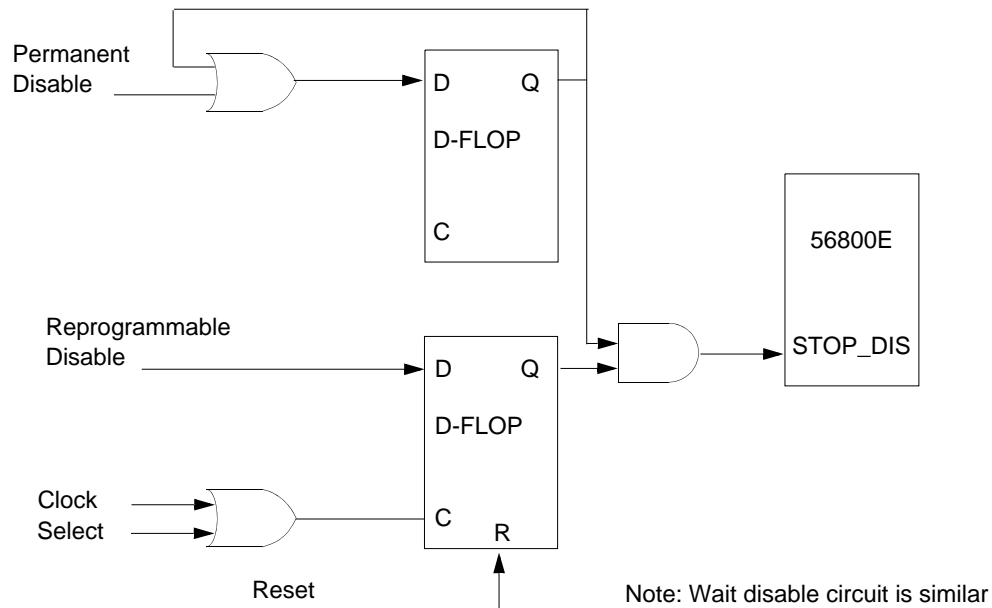 Permanent
Disable
D Q
D-FLOP
C
56800E
STOP_DIS
Reprogrammable
Disable
D Q
D-FLOP
Clock
Select
C
R
Reset
Note: Wait disable circuit is similar